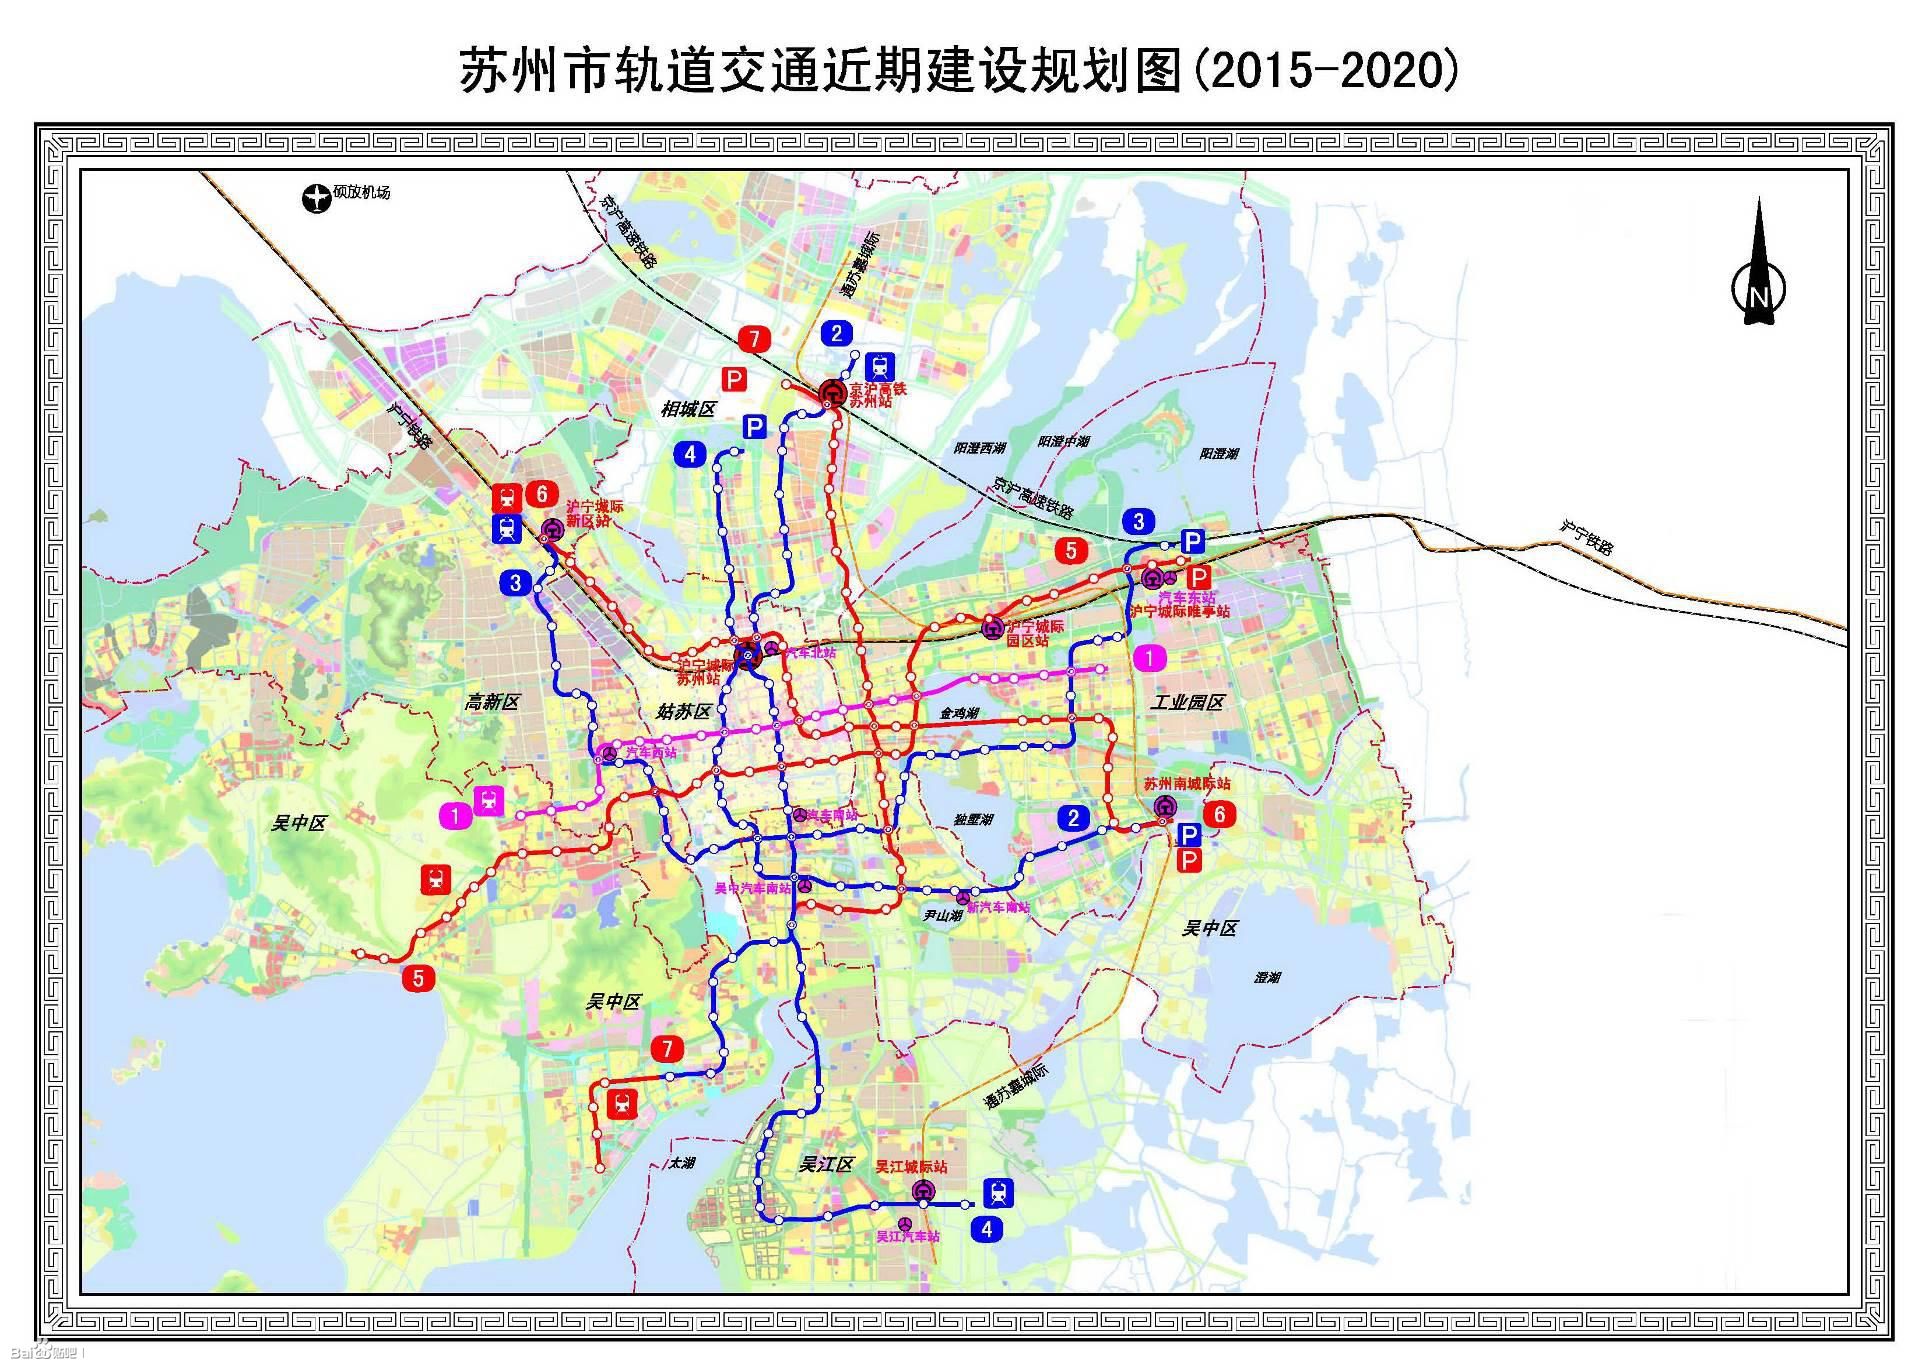 苏州市轨道交通近期建设规划图(2015-2020)
硕放机场
京沪高速铁路
通苏嘉城际
N
7
2
P
京沪高铁
苏州站
相城区
沪宁铁路
P
4
阳澄西湖
阳澄中湖
阳澄湖
6
沪宁城际
新区站
京沪高速铁路
3
P
5
沪宁铁路
3
P
汽车东站
沪宁城际唯亭站
沪宁城际
园区站
汽车北站
沪宁城际
苏州站
1
高新区
姑苏区
金鸡湖
工业园区
汽车西站
苏州南城际站
1
吴中区
汽车南站
独墅湖
2
6
P
P
吴中汽车南站
新汽车南站
尹山湖
吴中区
5
澄湖
吴中区
7
通苏嘉城际
太湖
吴江区
吴江城际站
4
吴江汽车站
Bai 贴吧